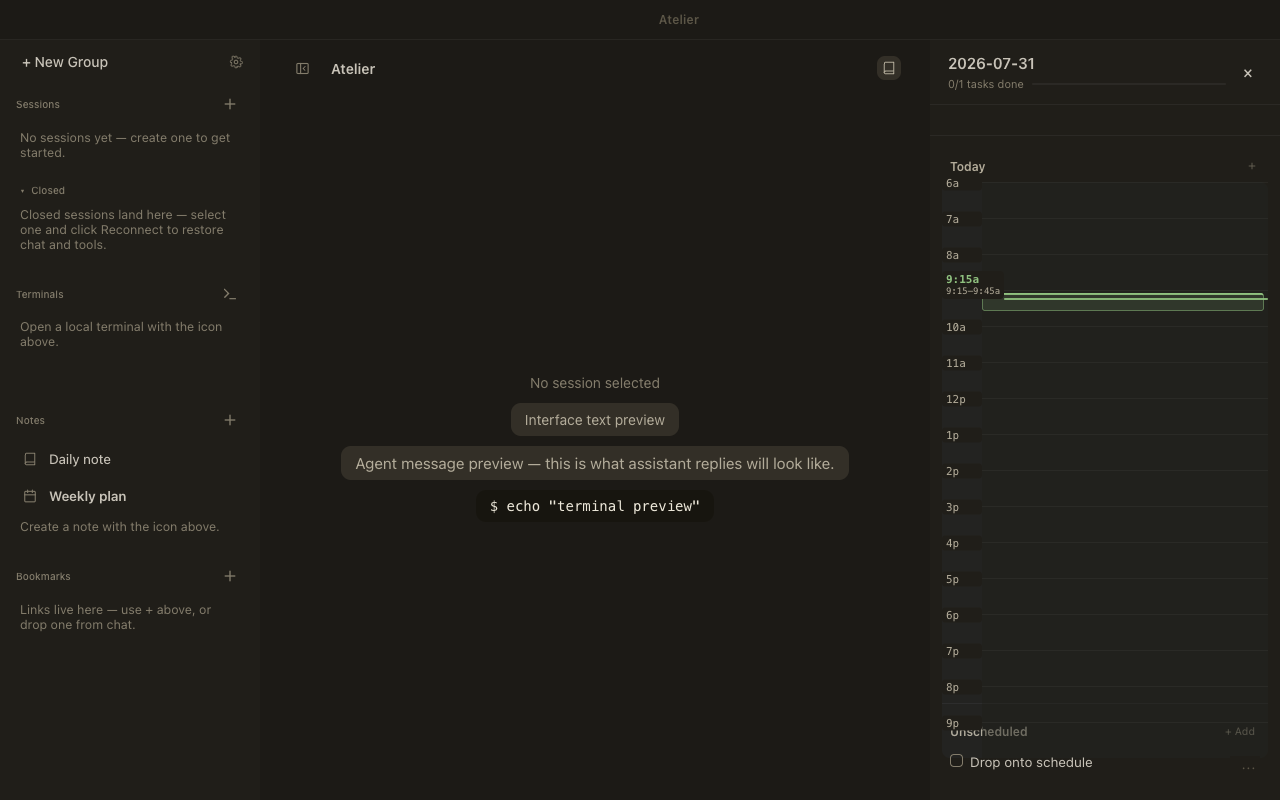 Atelier
+ New Group
Sessions
No sessions yet — create one to get
started.
Closed
Closed sessions land here — select
one and click Reconnect to restore
chat and tools.
Terminals
Open a local terminal with the icon
above.
Notes
Daily note
Weekly plan
Create a note with the icon above.
Bookmarks
Links live here — use + above, or
drop one from chat.
Atelier
No session selected
Interface text preview
Agent message preview — this is what assistant replies will look like.
$ echo "terminal preview"
2026-07-31
0/1 tasks done
Today
6a
7a
8a
9:15a
9:15–9:45a
10a
11a
12p
1p
2p
3p
4p
5p
6p
7p
8p
9p
Unscheduled
+ Add
Drop onto schedule
...